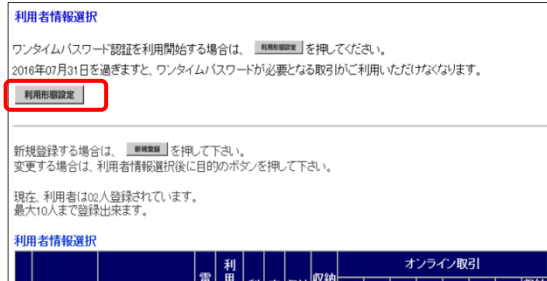 利用者情報選択
ワンタイムパスワード認証を利用開始する場合は、 利用形態設定 を押してください。
2016年07月31日を過ぎますと、ワンタイムパスワードが必要となる取引がご利用いただけなくなります。
利用形態設定
新規登録する場合は、 新規登録 を押して下さい。
変更する場合は、利用者情報選択後に目的のボタンを押して下さい。
現在、利用者は02人登録されています。
最大10人まで登録出来ます。
利用者情報選択
オンライン取引
利
用
収納